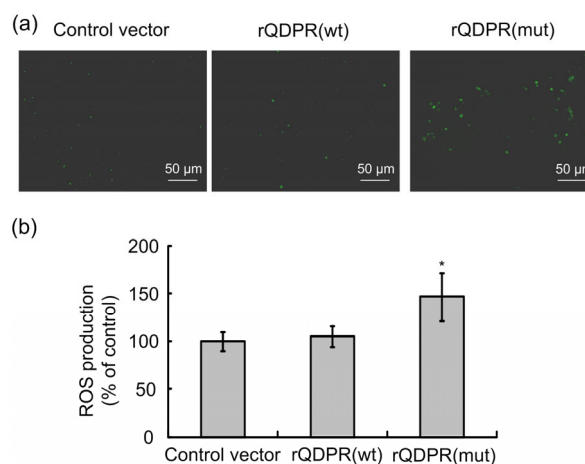 (a)
Control vector rQDPR(wt) rQDPR(mut)
50 µm 50 µm 50 µm
(b)
ROS production
(% of control)
200
150
100
50
0
*
Control vector rQDPR(wt) rQDPR(mut)